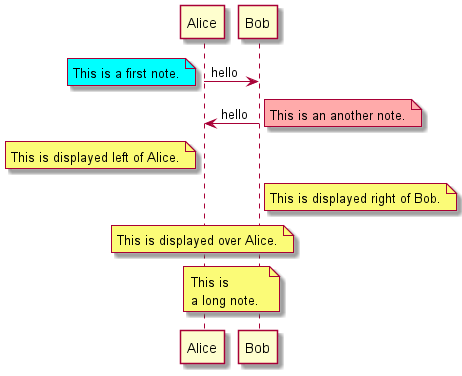 Alice Bob
This is a first note. hello
hello This is an another note.
This is displayed left of Alice.
This is displayed right of Bob.
This is displayed over Alice.
This is
a long note.
Alice Bob